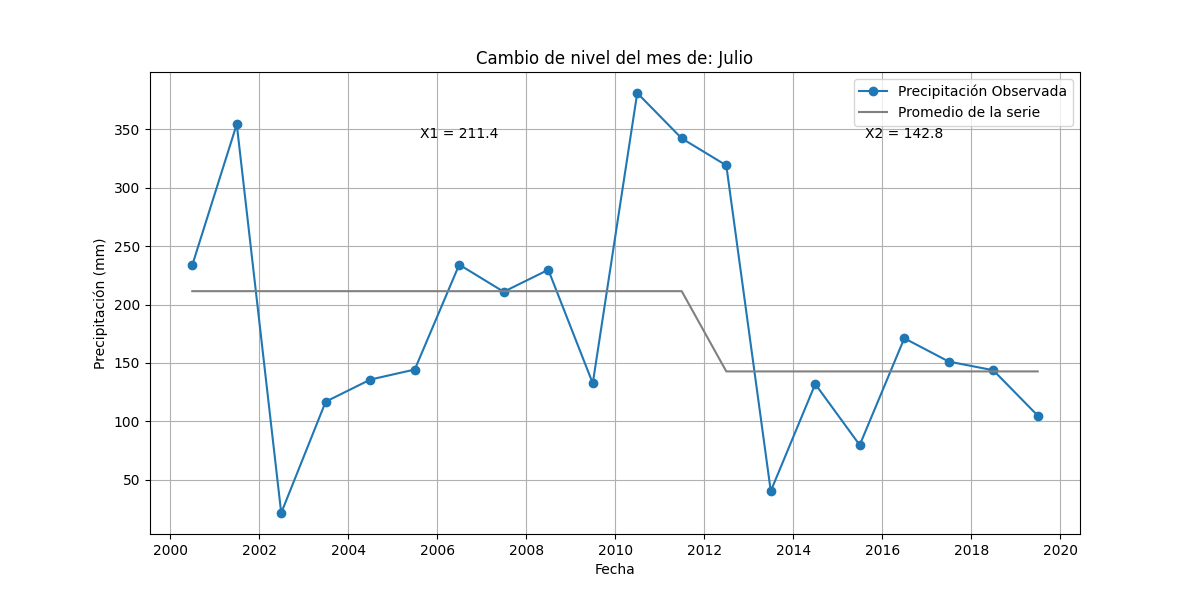 Cambio de nivel del mes de: Julio
Precipitación Observada
Promedio de la serie
X1 = 211.4
X2 = 142.8
350
300
250
200
150
100
50
Precipitación (mm)
2000 2002 2004 2006 2008 2010 2012 2014 2016 2018 2020
Fecha